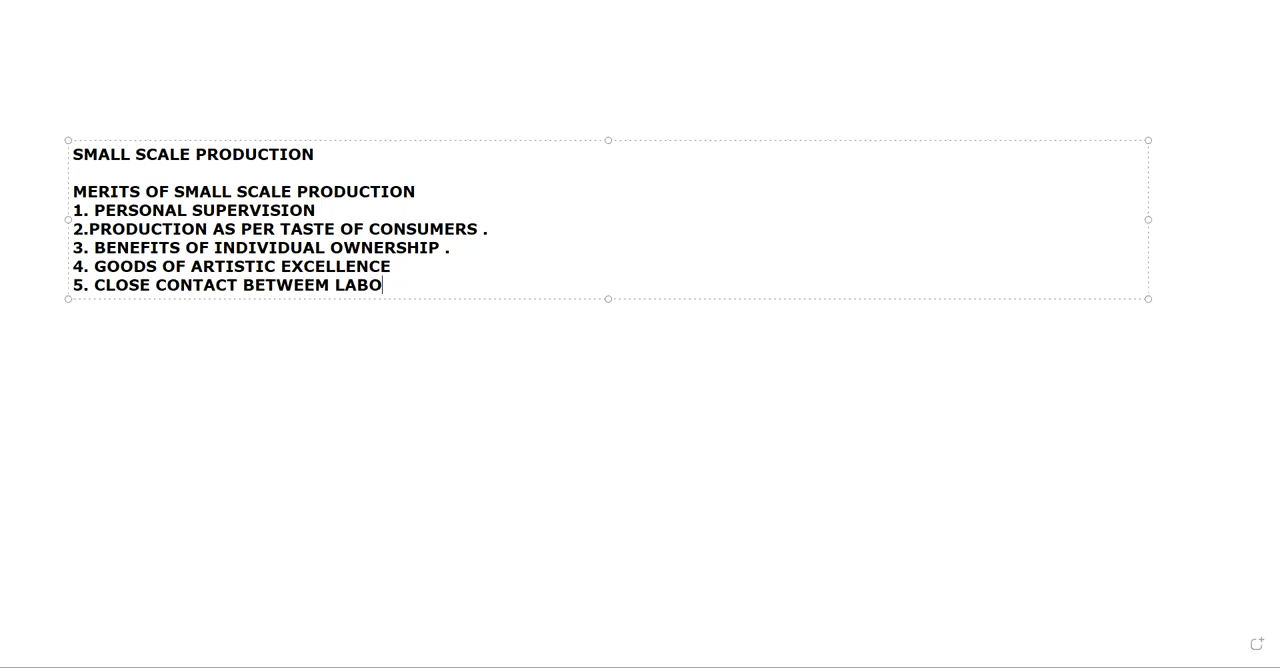 SMALL SCALE PRODUCTION
MERITS OF SMALL SCALE PRODUCTION
1. PERSONAL SUPERVISION
2.PRODUCTION AS PER TASTE OF CONSUMERS .
3. BENEFITS OF INDIVIDUAL OWNERSHIP .
4. GOODS OF ARTISTIC EXCELLENCE
5. CLOSE CONTACT BETWEEM LABO